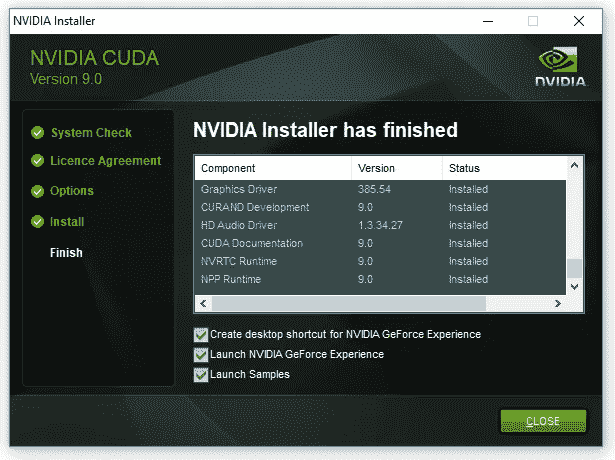 NVIDIA Installer
NVIDIA CUDA
Version 9.0
NVIDIA.
System Check
Licence Agreement
Options
Install
Finish
NVIDIA Installer has finished
Component Version Status
Graphics Driver 385.54 Installed
CURAND Development 9.0 Installed
HD Audio Driver 1.3.34.27 Installed
CUDA Documentation 9.0 Installed
NVRTC Runtime 9.0 Installed
NPP Runtime 9.0 Installed
Create desktop shortcut for NVIDIA GeForce Experience
Launch NVIDIA GeForce Experience
Launch Samples
CLOSE